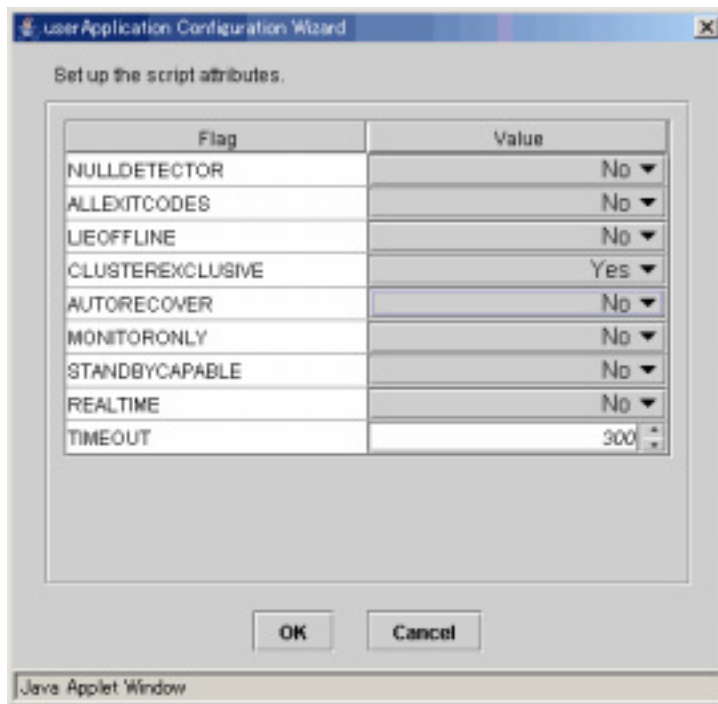 userApplication Configuration Wizard
Set up the script attributes.
Flag Value
NULLDETECTOR No
ALLEXITCODES No
LIEOFFLINE No
CLUSTEREXCLUSIVE Yes
AUTORECOVER No
MONITORONLY No
STANDBYCAPABLE No
REALTIME No
TIMEOUT 300
OK Cancel
Java Applet Window